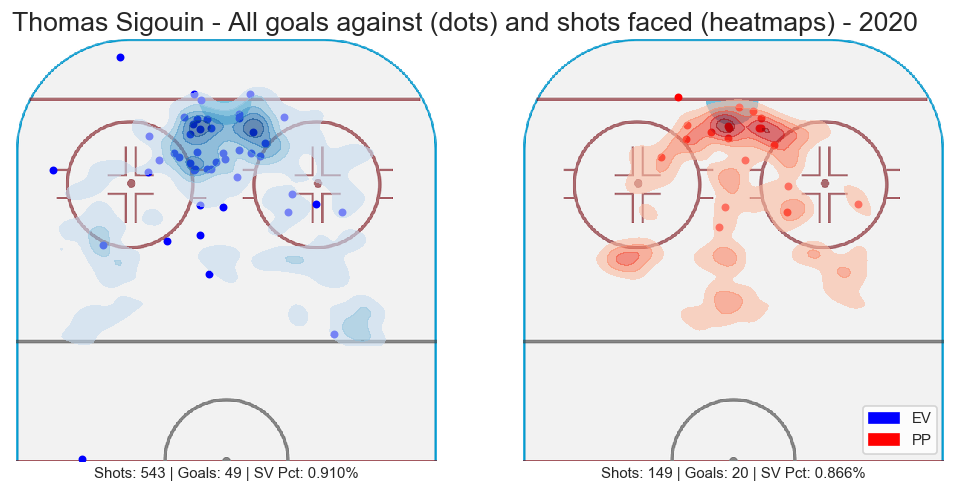 Thomas Sigouin - All goals against (dots) and shots faced (heatmaps) - 2020
EV
PP
Shots: 543 | Goals: 49 | SV Pct: 0.910%
Shots: 149 | Goals: 20 | SV Pct: 0.866%